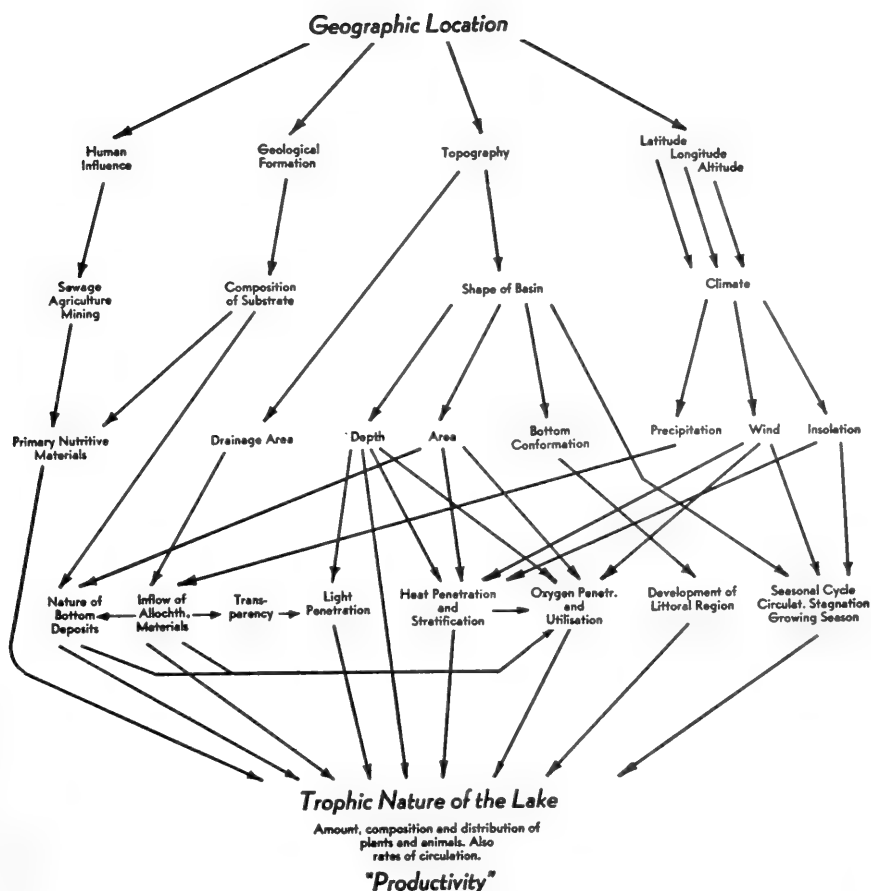 Geographic Location
Human
Influence
Geological
Formation
Topography
Latitude
Longitude
Altitude
Sewage
Agriculture
Mining
Composition
of Substrate
Shape of Basin
Climate
Primary Nutritive
Materials
Drainage Area
Depth
Area
Bottom
Conformation
Precipitation
Wind
Insolation
Nature of
Bottom
Deposits
Inflow of
Allochth.
Materials
Trans-
parency
Light
Penetration
Heat Penetration
and
Stratification
Oxygen Penetr.
and
Utilisation
Development of
Littoral Region
Seasonal Cycle
Circulat. Stagnation
Growing Season
Trophic Nature of the Lake
Amount, composition and distribution of
plants and animals. Also
rates of circulation.
"Productivity"